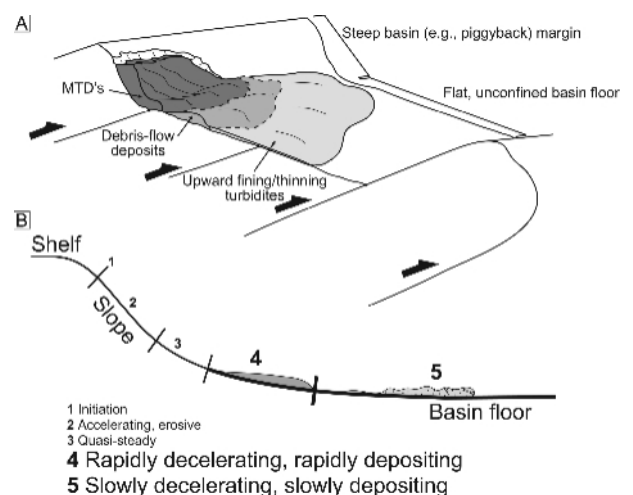 A]
Steep basin (e.g., piggyback) margin
MTD's
Flat, unconfined basin floor
Debris-flow
deposits
Upward fining/thinning
turbidites
B]
Shelf
1
2
Slope
3
4
5
Basin floor
1 Initiation
2 Accelerating, erosive
3 Quasi-steady
4 Rapidly decelerating, rapidly depositing
5 Slowly decelerating, slowly depositing